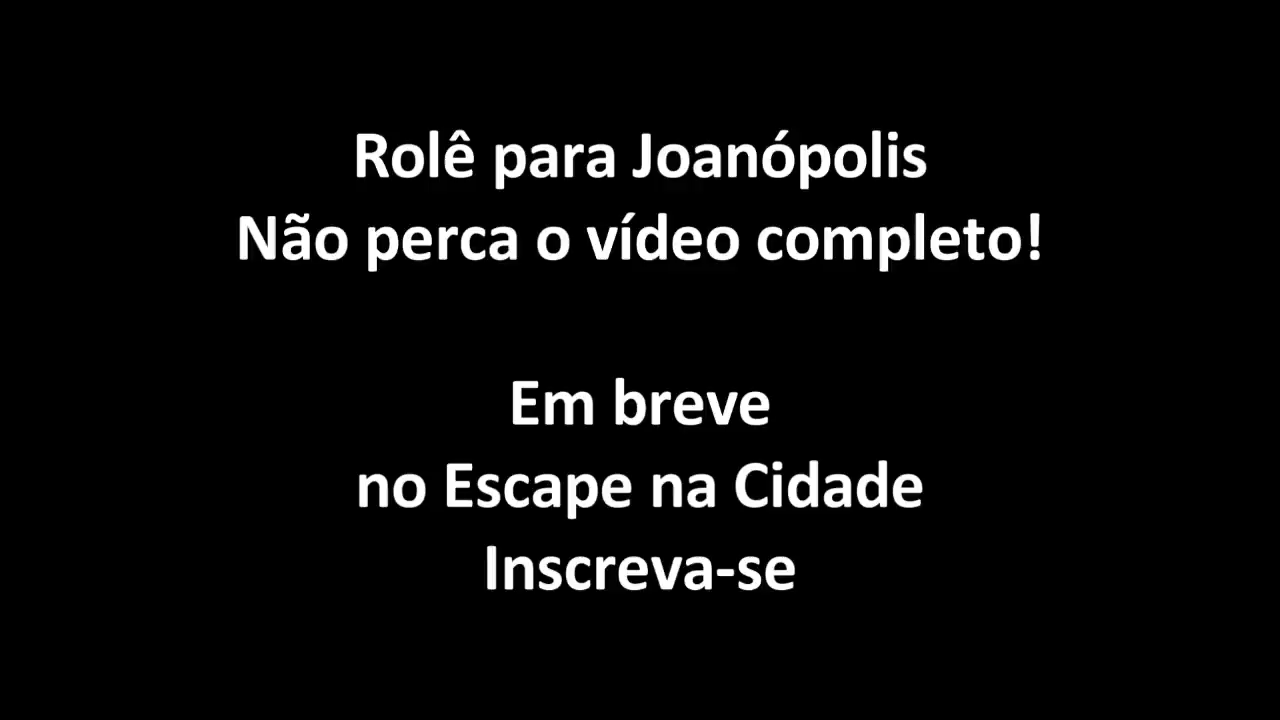 Rolê para Joanópolis
Não perca o vídeo completo!
Em breve
no Escape na Cidade
Inscreva-se